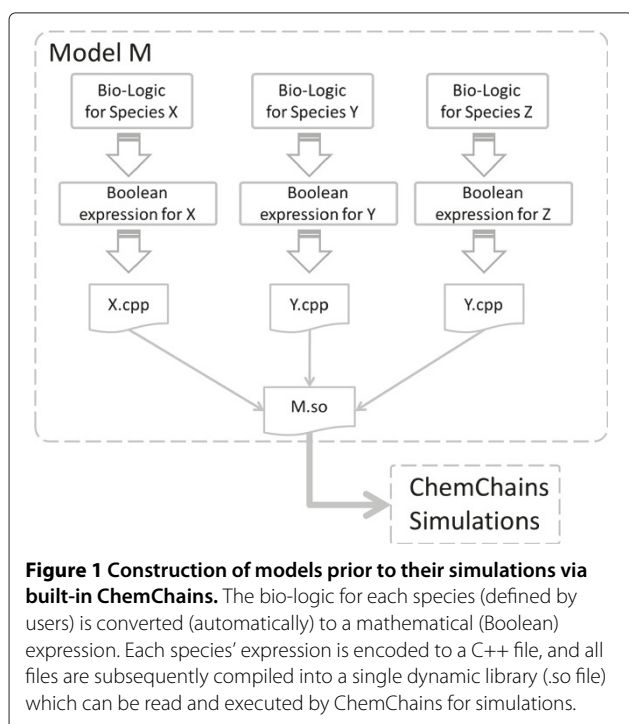 Model M
Bio-Logic
for Species X
Bio-Logic
for Species Y
Bio-Logic
for Species Z
Boolean
expression for X
Boolean
expression for Y
Boolean
expression for Z
X.cpp
Y.cpp
Y.cpp
M.so
ChemChains
Simulations
Figure 1 Construction of models prior to their simulations via
built-in ChemChains. The bio-logic for each species (defined by
users) is converted (automatically) to a mathematical (Boolean)
expression. Each species’ expression is encoded to a C++ file, and all
files are subsequently compiled into a single dynamic library (.so file)
which can be read and executed by ChemChains for simulations.